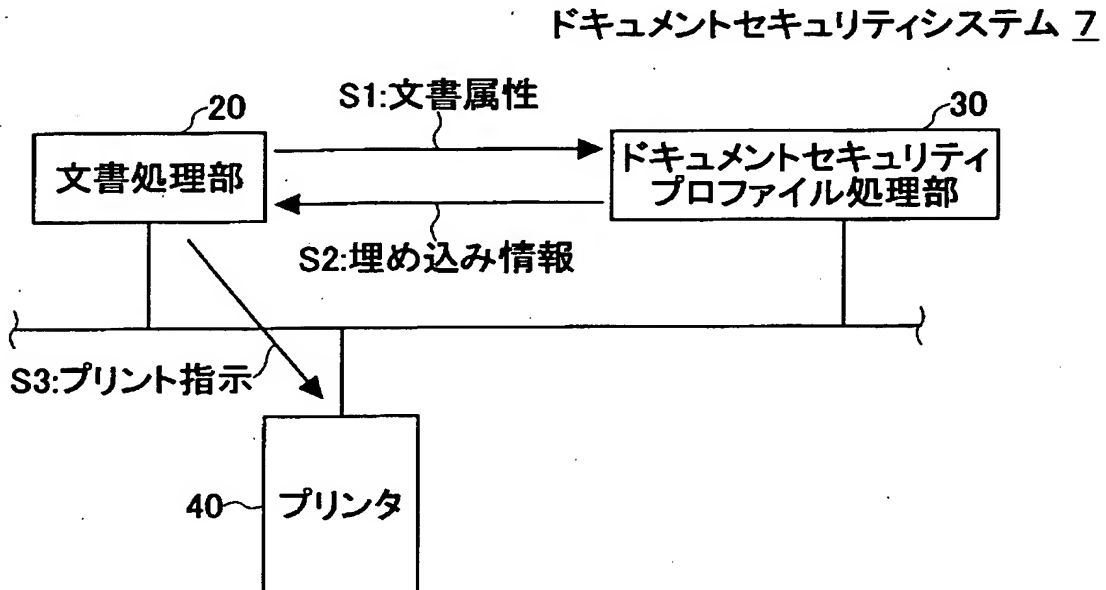 ドキュメントセキュリティシステム 7
S1:文書属性
20
30
文書処理部
ドキュメントセキュリティ
プロファイル処理部
S2:埋め込み情報
S3:プリント指示
40
プリンタ